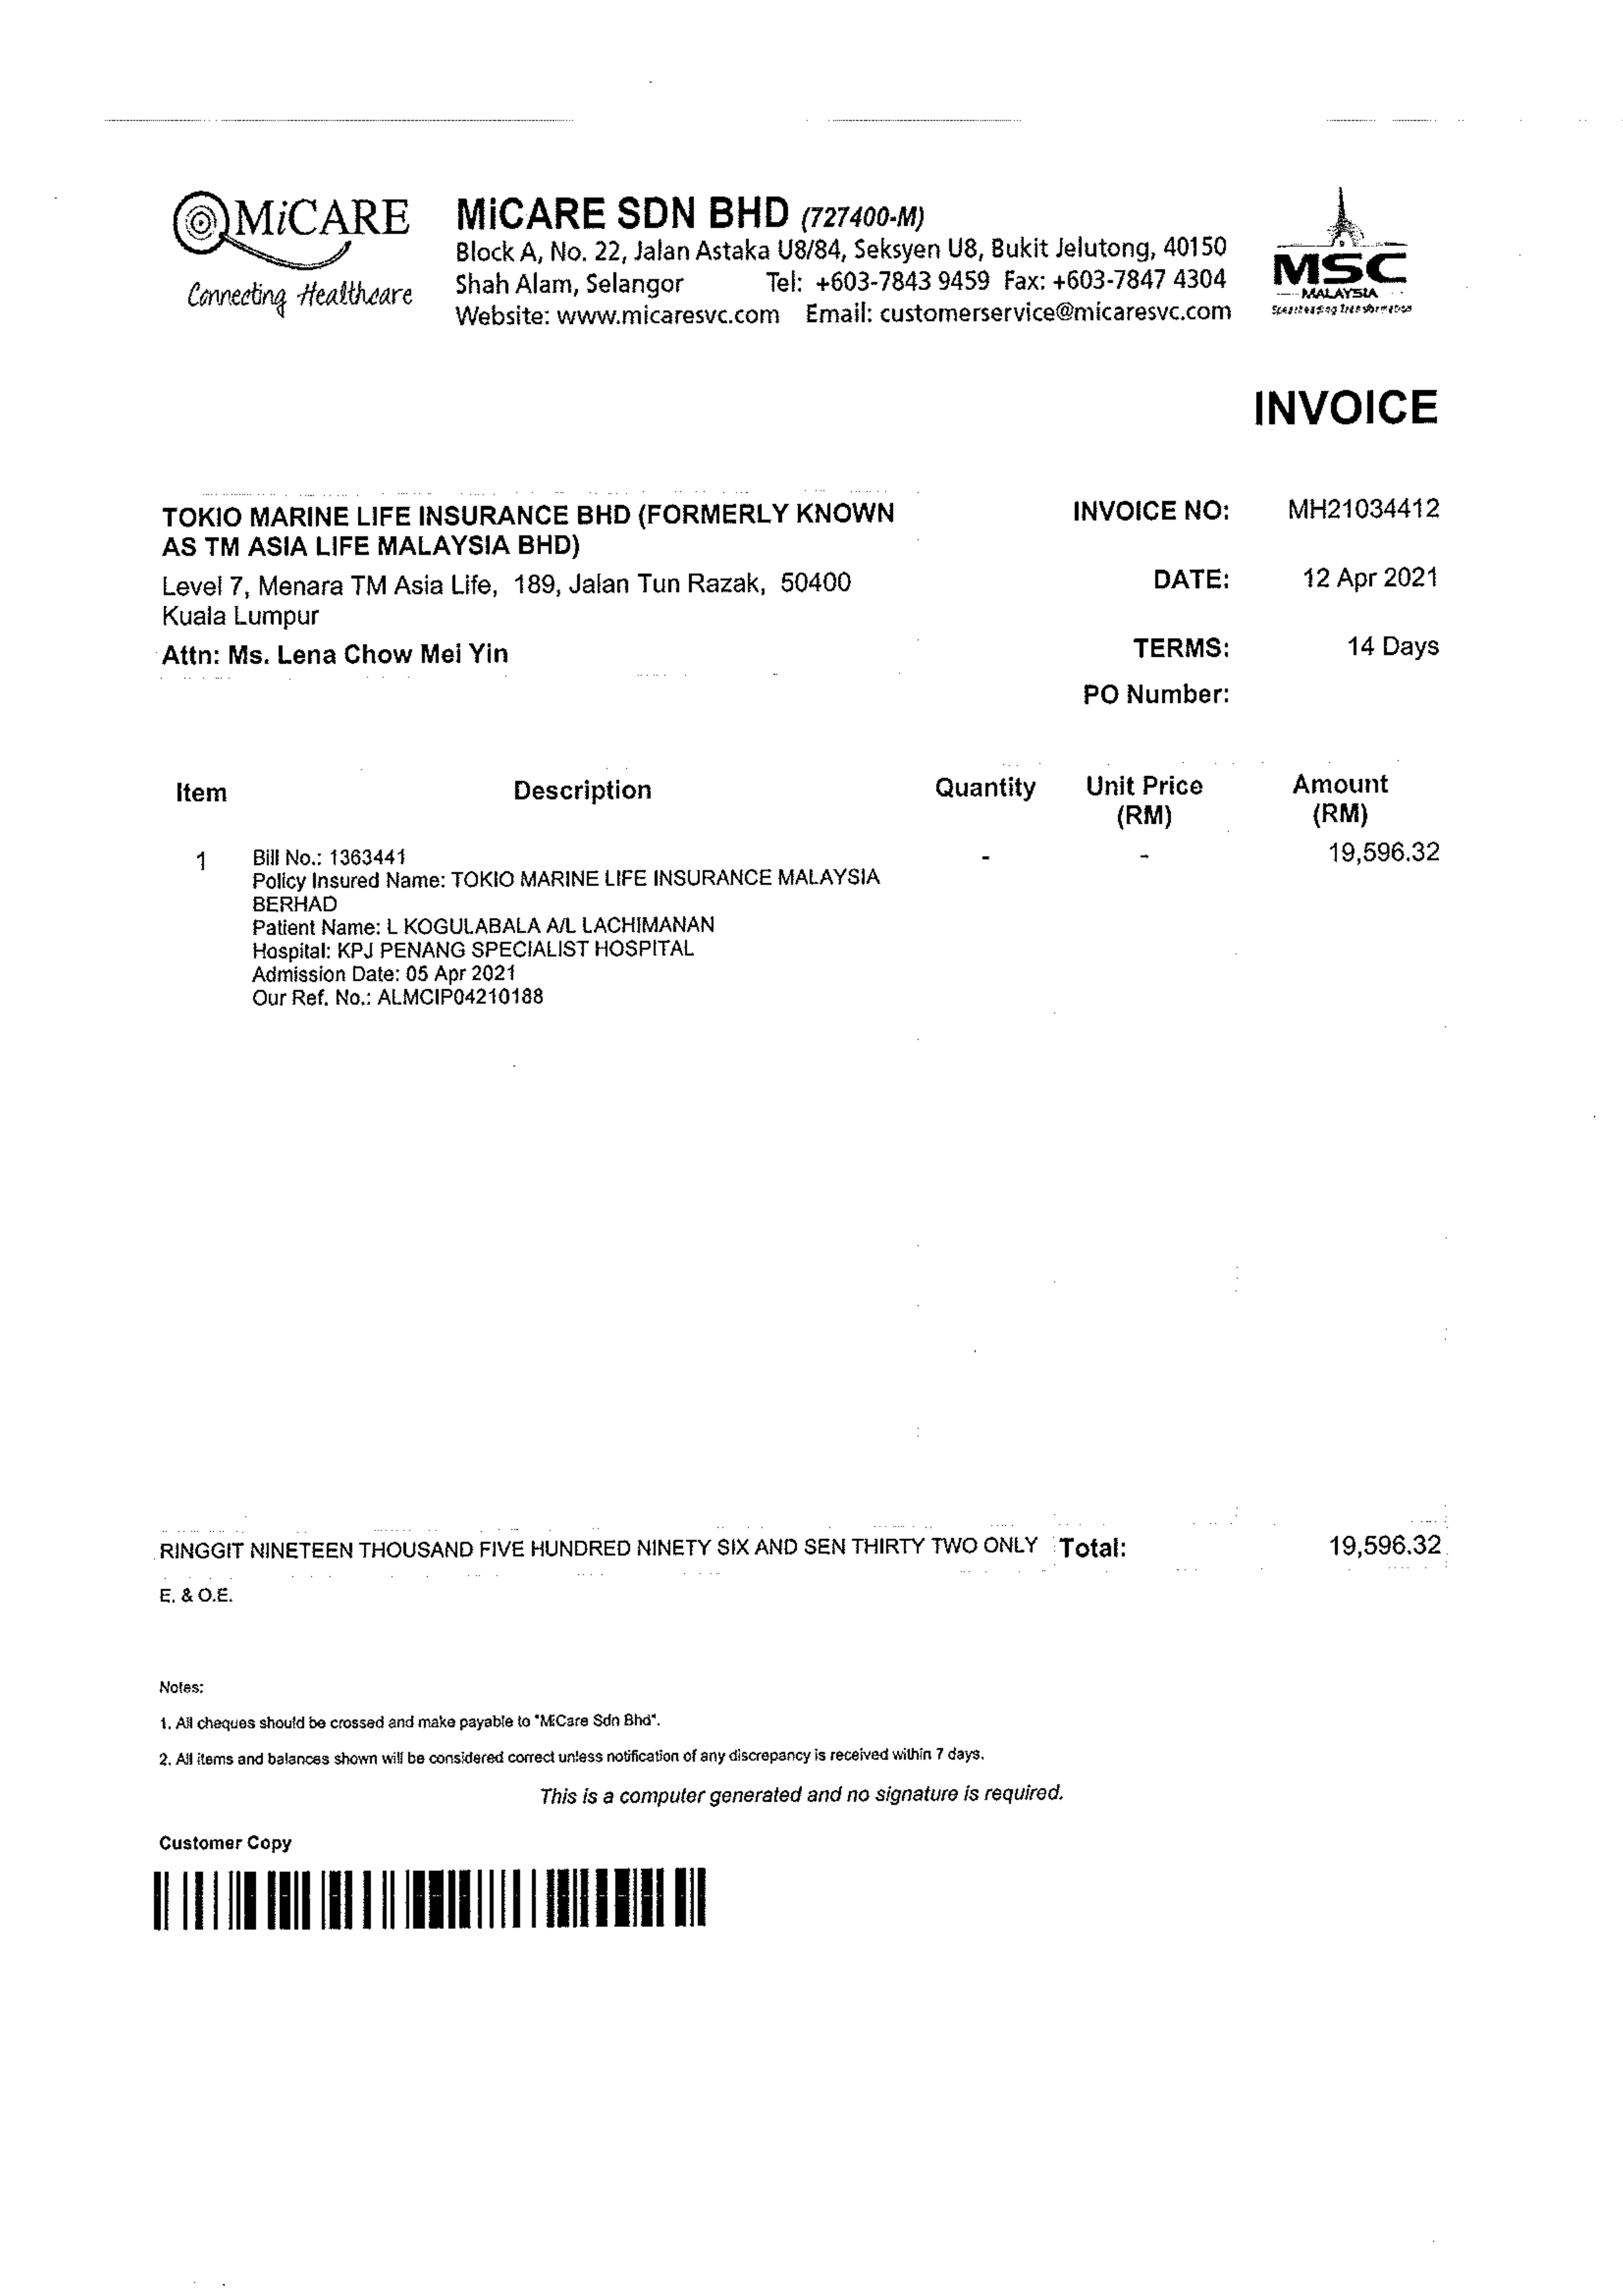 MiCARE
Connecting Healthcare
MiCARE SDN BHD (727400-M)
Block A, No. 22, Jalan Astaka U8/84, Seksyen U8, Bukit Jelutong, 40150
Shah Alam, Selangor Tel: +603-7843 9459 Fax: +603-7847 4304
Website: www.micaresvc.com Email: customerservice@micaresvc.com
MSC
MALAYSIA
Spearheading Transformation
INVOICE
TOKIO MARINE LIFE INSURANCE BHD (FORMERLY KNOWN
AS TM ASIA LIFE MALAYSIA BHD)
Level 7, Menara TM Asia Life, 189, Jalan Tun Razak, 50400
Kuala Lumpur
Attn: Ms. Lena Chow Mei Yin
INVOICE NO: MH21034412
DATE: 12 Apr 2021
TERMS: 14 Days
PO Number:
Item Description Quantity Unit Price (RM) Amount (RM)
1 Bill No.: 1363441 - - 19,596.32
Policy Insured Name: TOKIO MARINE LIFE INSURANCE MALAYSIA
BERHAD
Patient Name: L KOGULABALA A/L LACHIMANAN
Hospital: KPJ PENANG SPECIALIST HOSPITAL
Admission Date: 05 Apr 2021
Our Ref. No.: ALMCIP04210188
RINGGIT NINETEEN THOUSAND FIVE HUNDRED NINETY SIX AND SEN THIRTY TWO ONLY Total: 19,596.32
E. & O.E.
Notes:
1. All cheques should be crossed and make payable to "MiCare Sdn Bhd".
2. All items and balances shown will be considered correct unless notification of any discrepancy is received within 7 days.
This is a computer generated and no signature is required.
Customer Copy